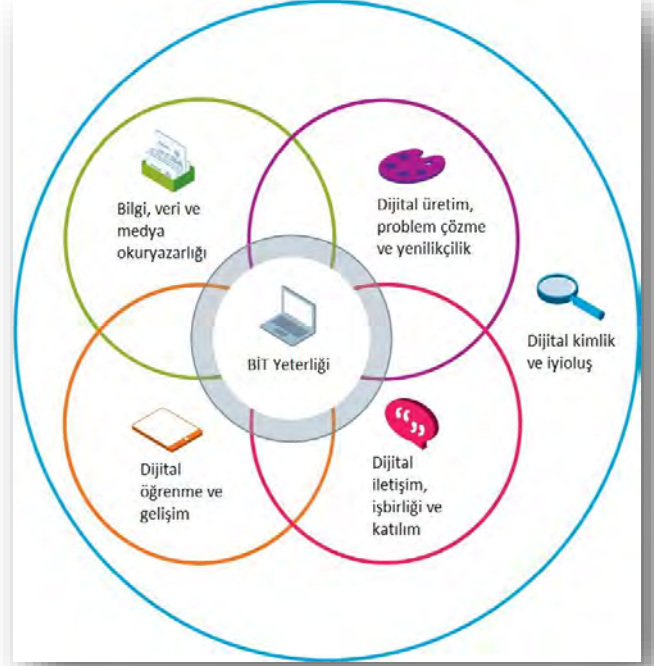 Bilgi, veri ve
medya
okuryazarlığı
Dijital üretim,
problem çözme
ve yenilikçilik
Dijital kimlik
ve iyioluş
BİT Yeterliği
Dijital
öğrenme ve
gelişim
Dijital
iletişim,
işbirliği ve
katılım